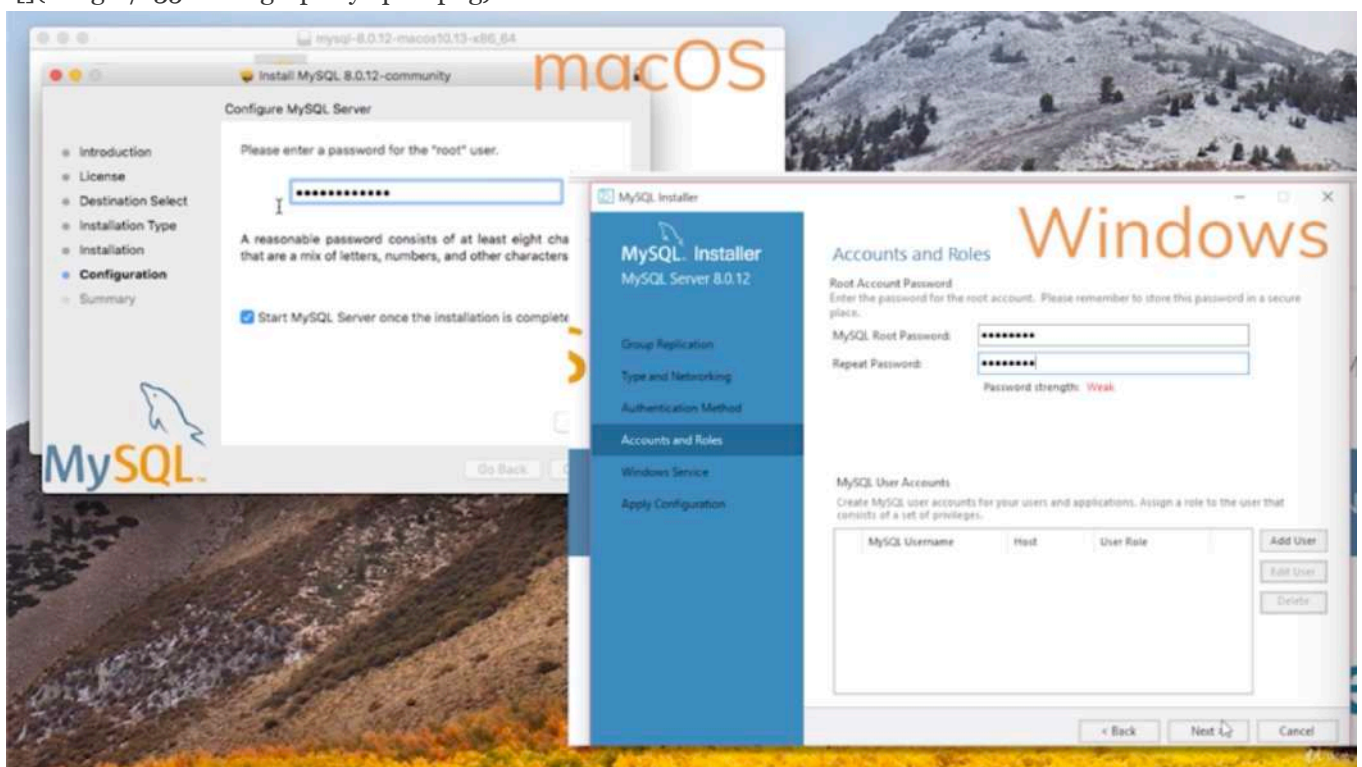 mysql-8.0.12-macos10.13-x86_64
macOS
Install MySQL 8.0.12-community
Configure MySQL Server
Introduction
License
Destination Select
Installation Type
Installation
Configuration
Summary
Please enter a password for the "root" user.
A reasonable password consists of at least eight cha
that are a mix of letters, numbers, and other characters
Start MySQL Server once the installation is complete
MySQL
Go Back
MySQL Installer
Windows
MySQL. Installer
MySQL Server 8.0.12
Group Replication
Type and Networking
Authentication Method
Accounts and Roles
Windows Service
Apply Configuration
Accounts and Roles
Root Account Password
Enter the password for the root account. Please remember to store this password in a secure
place.
MySQL Root Password:
Repeat Password:
Password strength: Weak
MySQL User Accounts
Create MySQL user accounts for your users and applications. Assign a role to the user that
consists of a set of privileges.
MySQL Username Host User Role
Add User
Edit User
Delete
< Back Next > Cancel